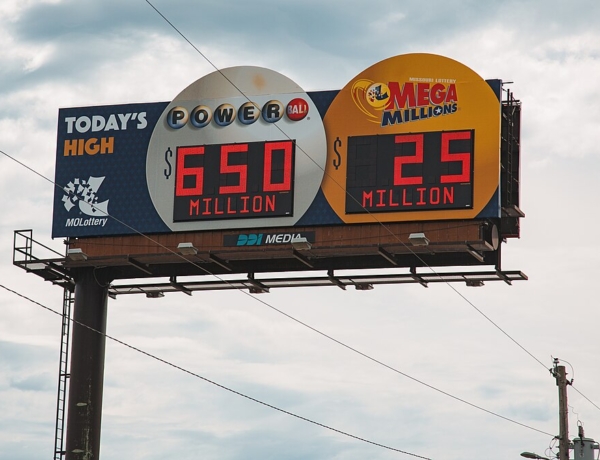 TODAY'S
HIGH
MOLottery
POWERBALL
$650
MILLION
MISSOURI LOTTERY
MEGA
MILLIONS
$25
MILLION
DDI MEDIA